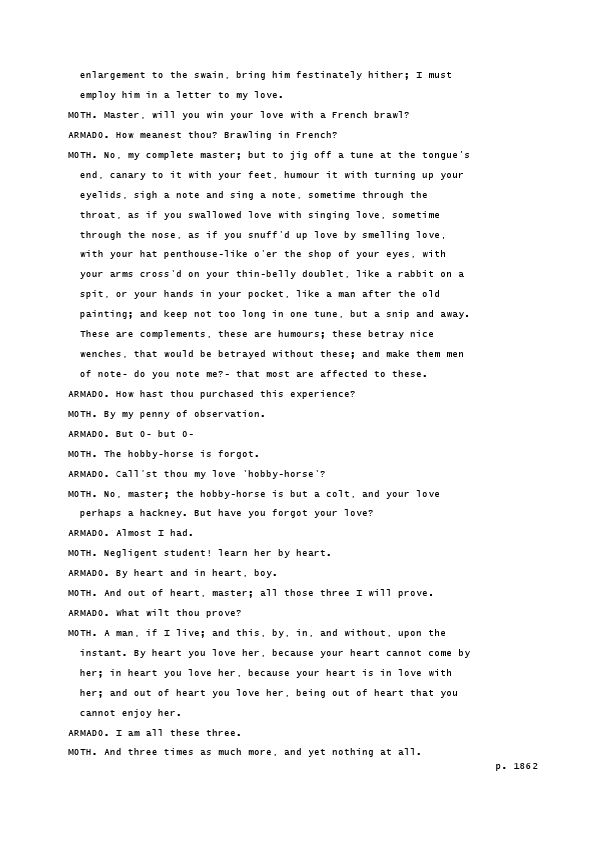 enlargement to the swain, bring him festinately hither; I must
employ him in a letter to my love.
MOTH. Master, will you win your love with a French brawl?
ARMADO. How meanest thou? Brawling in French?
MOTH. No, my complete master; but to jig off a tune at the tongue's
end, canary to it with your feet, humour it with turning up your
eyelids, sigh a note and sing a note, sometime through the
throat, as if you swallowed love with singing love, sometime
through the nose, as if you snuff'd up love by smelling love,
with your hat penthouse-like o'er the shop of your eyes, with
your arms cross'd on your thin-belly doublet, like a rabbit on a
spit, or your hands in your pocket, like a man after the old
painting; and keep not too long in one tune, but a snip and away.
These are complements, these are humours; these betray nice
wenches, that would be betrayed without these; and make them men
of note- do you note me?- that most are affected to these.
ARMADO. How hast thou purchased this experience?
MOTH. By my penny of observation.
ARMADO. But O- but O-
MOTH. The hobby-horse is forgot.
ARMADO. Call'st thou my love 'hobby-horse'?
MOTH. No, master; the hobby-horse is but a colt, and your love
perhaps a hackney. But have you forgot your love?
ARMADO. Almost I had.
MOTH. Negligent student! learn her by heart.
ARMADO. By heart and in heart, boy.
MOTH. And out of heart, master; all those three I will prove.
ARMADO. What wilt thou prove?
MOTH. A man, if I live; and this, by, in, and without, upon the
instant. By heart you love her, because your heart cannot come by
her; in heart you love her, because your heart is in love with
her; and out of heart you love her, being out of heart that you
cannot enjoy her.
ARMADO. I am all these three.
MOTH. And three times as much more, and yet nothing at all.
p. 1862